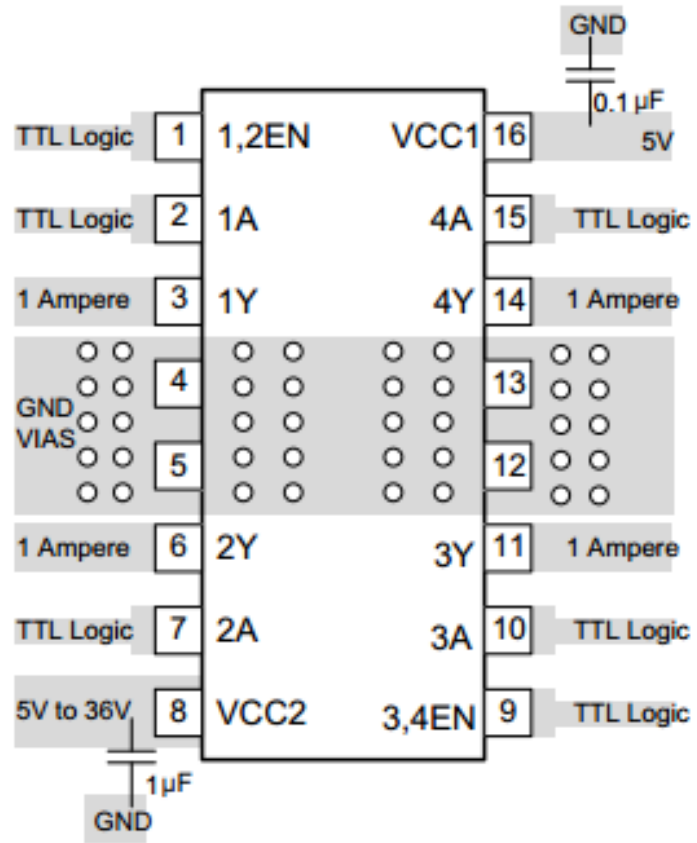 GND
0.1 µF
TTL Logic 1 1,2EN VCC1 16 5V
TTL Logic 2 1A 4A 15 TTL Logic
1 Ampere 3 1Y 4Y 14 1 Ampere
4 13
GND
VIAS
5 12
1 Ampere 6 2Y 3Y 11 1 Ampere
TTL Logic 7 2A 3A 10 TTL Logic
5V to 36V 8 VCC2 3,4EN 9 TTL Logic
1µF
GND